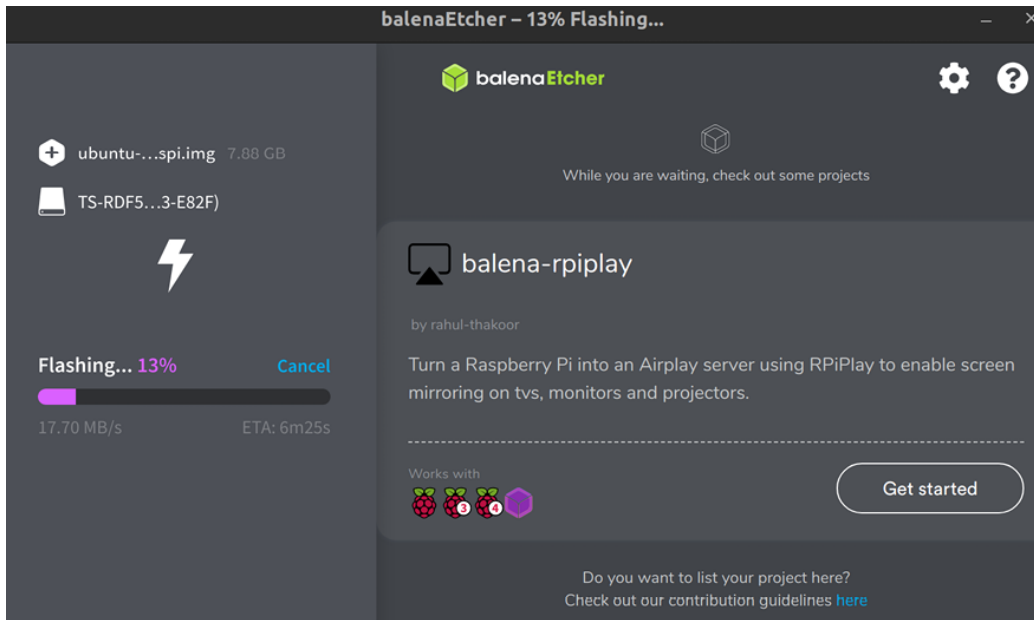 balenaEtcher – 13% Flashing...
balenaEtcher
ubuntu-...spi.img 7.88 GB
TS-RDF5...3-E82F)
Flashing... 13% Cancel
17.70 MB/s ETA: 6m25s
While you are waiting, check out some projects
balena-rpiplay
by rahul-thakoor
Turn a Raspberry Pi into an Airplay server using RPiPlay to enable screen
mirroring on tvs, monitors and projectors.
Works with
3 4
Get started
Do you want to list your project here?
Check out our contribution guidelines here